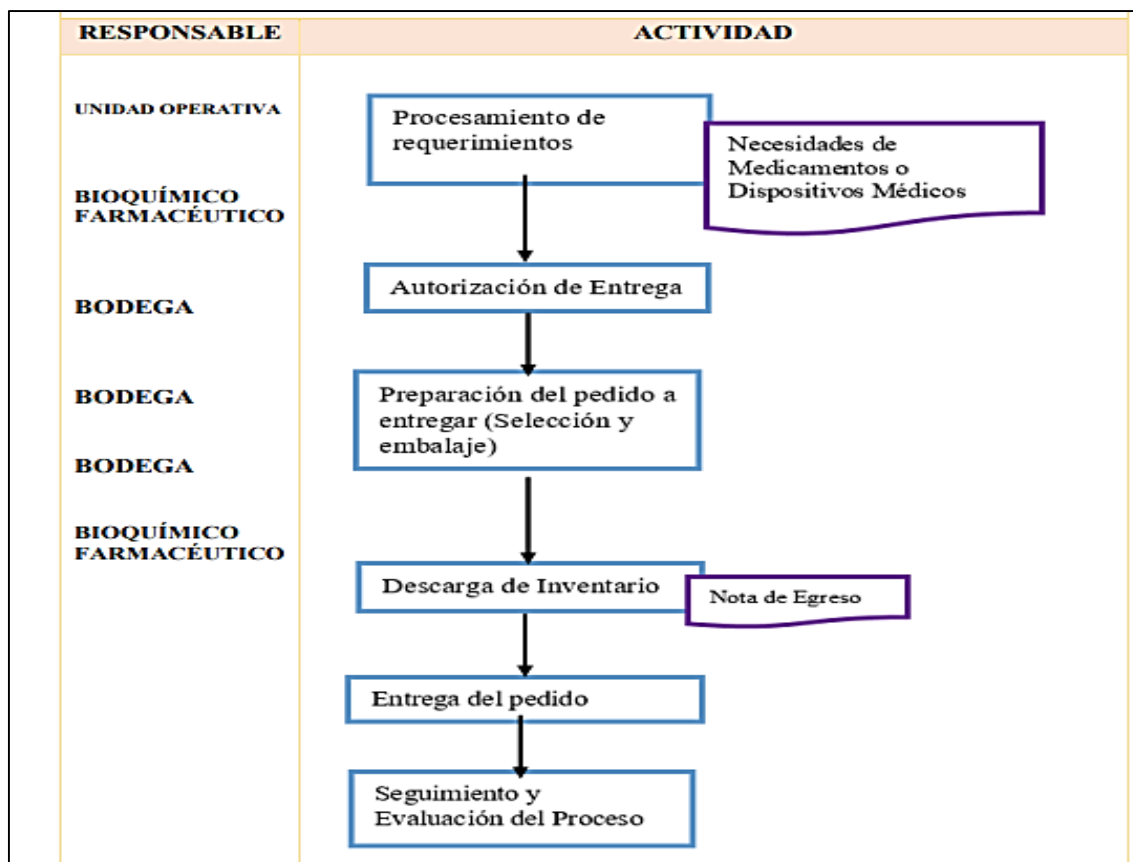 RESPONSABLE
ACTIVIDAD
UNIDAD OPERATIVA
BIOQUÍMICO
FARMACÉUTICO
BODEGA
BODEGA
BODEGA
BIOQUÍMICO
FARMACÉUTICO
Procesamiento de
requerimientos
Necesidades de
Medicamentos o
Dispositivos Médicos
Autorización de Entrega
Preparación del pedido a
entregar (Selección y
embalaje)
Descarga de Inventario
Nota de Egreso
Entrega del pedido
Seguimiento y
Evaluación del Proceso